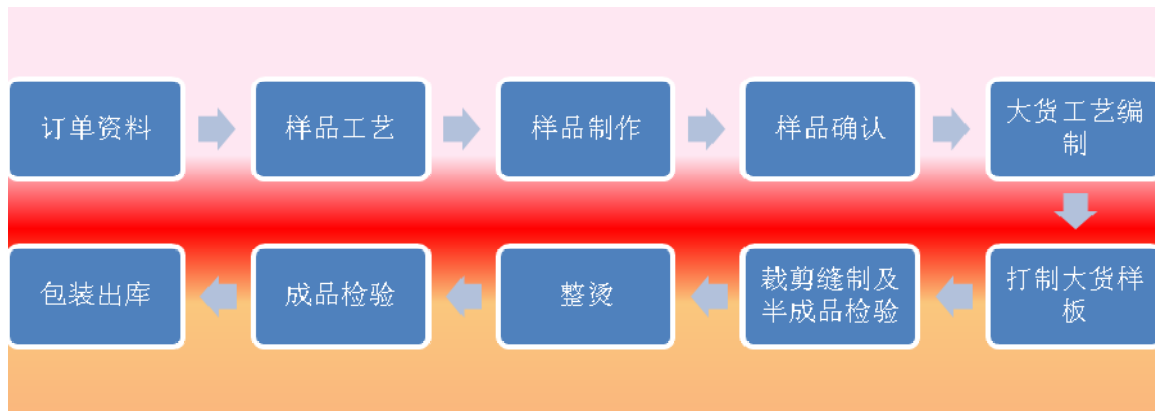 订单资料
样品工艺
样品制作
样品确认
大货工艺编
制
打制大货样
板
裁剪缝制及
半成品检验
整烫
成品检验
包装出库